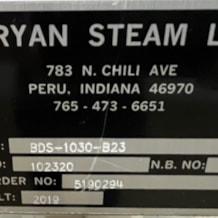 RYAN STEAM L
783 N. CHILI AVE
PERU, INDIANA 46970
765-473-6651
: BDS-1030-B23
: 102320 N.B. NO:
RDER NO: 5190294
LT: 2019